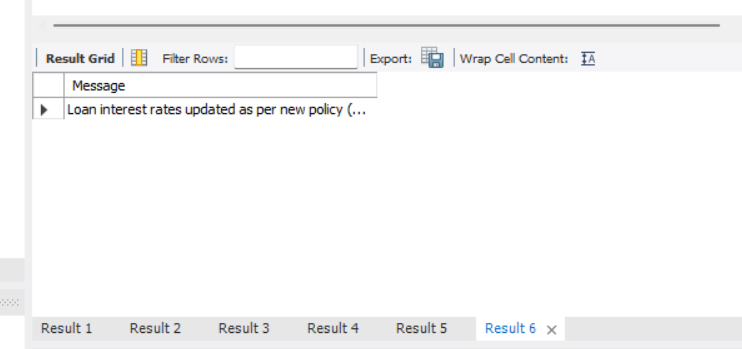 Result Grid Filter Rows: Export: Wrap Cell Content:
Message
Loan interest rates updated as per new policy (...
Result 1 Result 2 Result 3 Result 4 Result 5 Result 6